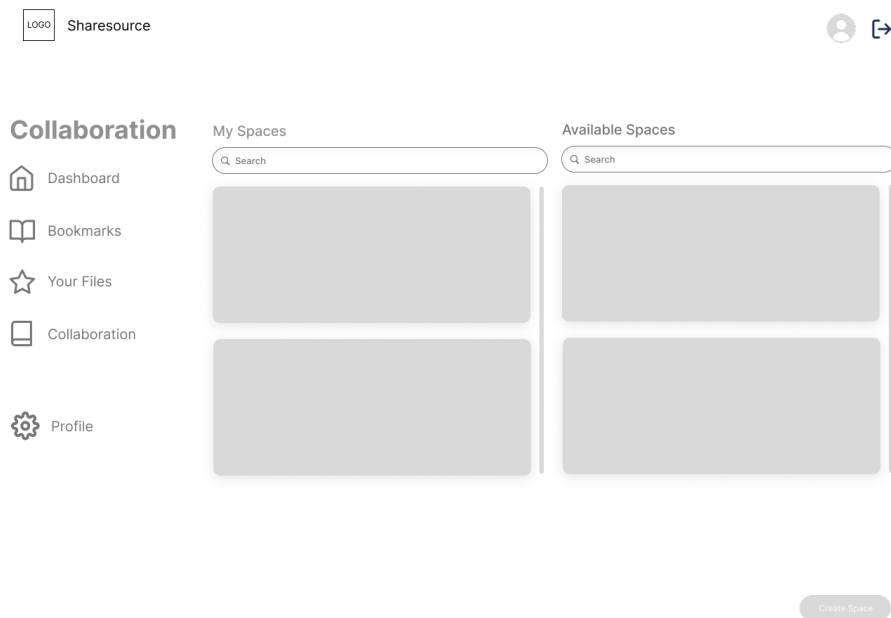 LOGO
Sharesource
Collaboration
Dashboard
Bookmarks
Your Files
Collaboration
Profile
My Spaces
Search
Available Spaces
Search
Create Space